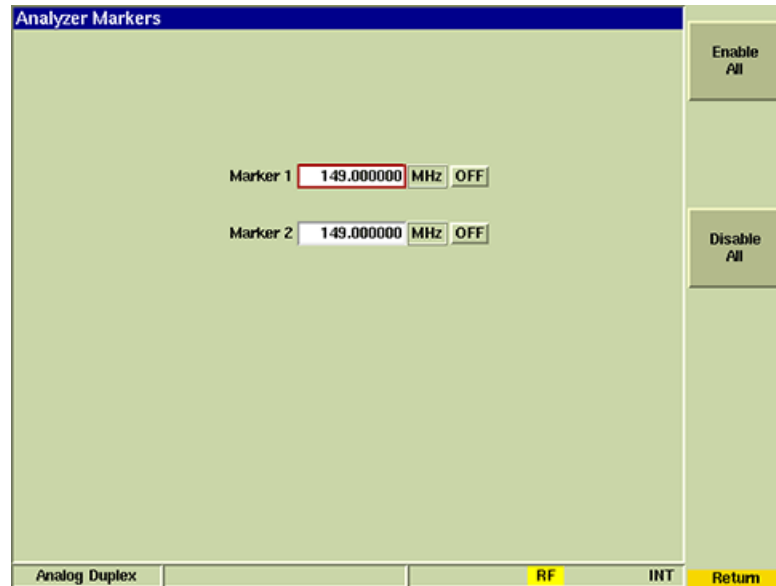 Analyzer Markers
Enable
All
Marker 1 149.000000 MHz OFF
Marker 2 149.000000 MHz OFF
Disable
All
Analog Duplex RF INT Return